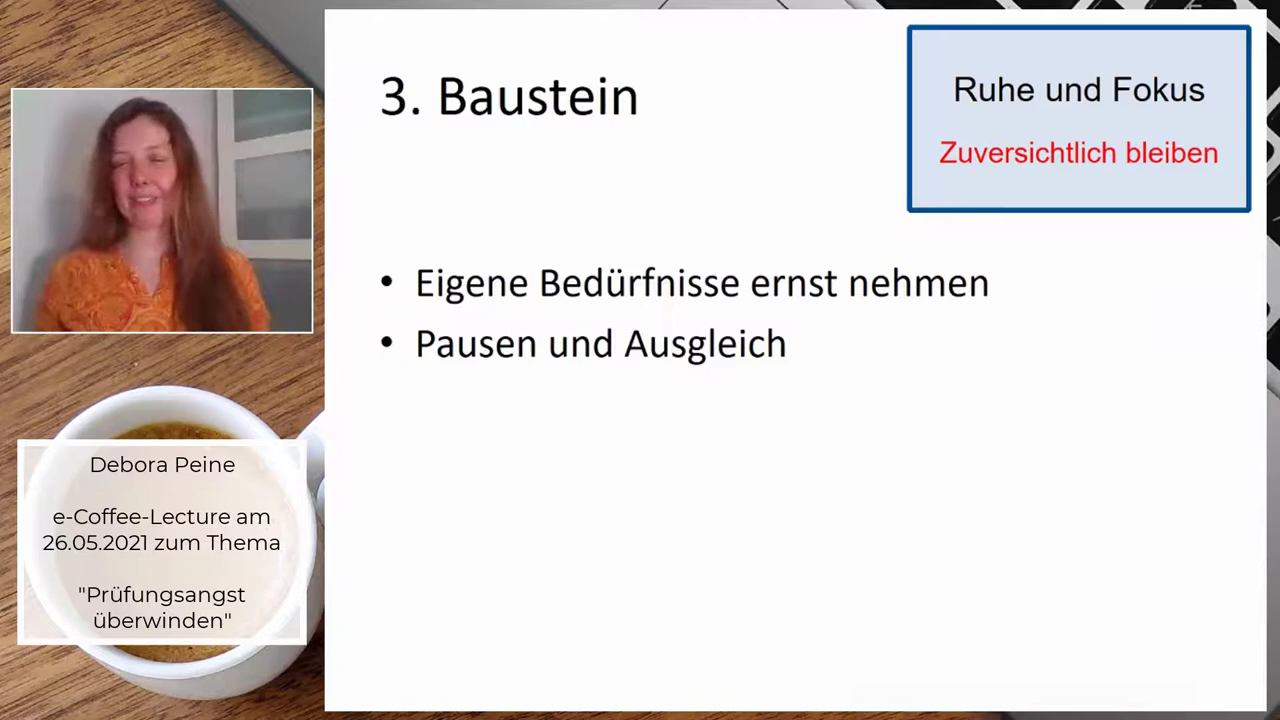 3. Baustein
Ruhe und Fokus
Zuversichtlich bleiben
• Eigene Bedürfnisse ernst nehmen
• Pausen und Ausgleich
Debora Peine
e-Coffee-Lecture am
26.05.2021 zum Thema
"Prüfungsangst
überwinden"